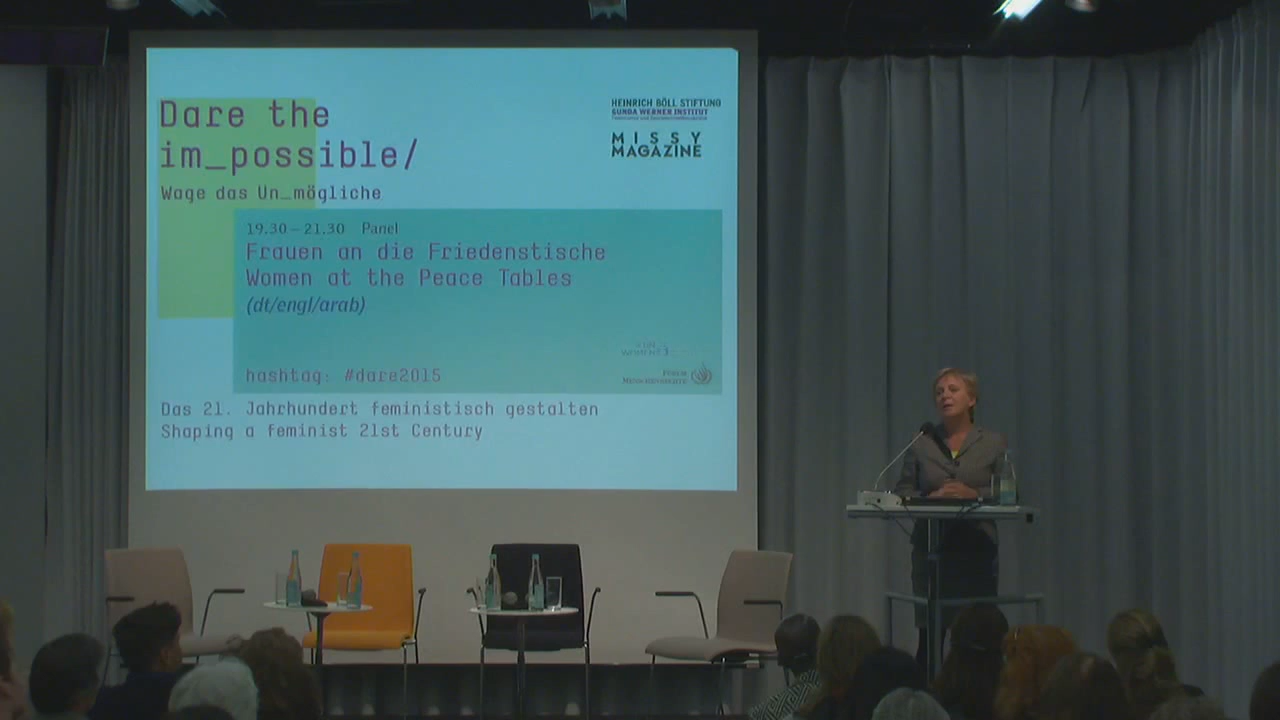 Dare the
im_possible/
Wage das Un_mögliche
HEINRICH BÖLL STIFTUNG
GUNDA WERNER INSTITUT
MISSY
MAGAZINE
19.30 – 21.30 Panel
Frauen an die Friedenstische
Women at the Peace Tables
(dt/engl/arab)
hashtag: #dare2015
FORUM
MENSCHENRECHTE
Das 21. Jahrhundert feministisch gestalten
Shaping a feminist 21st Century